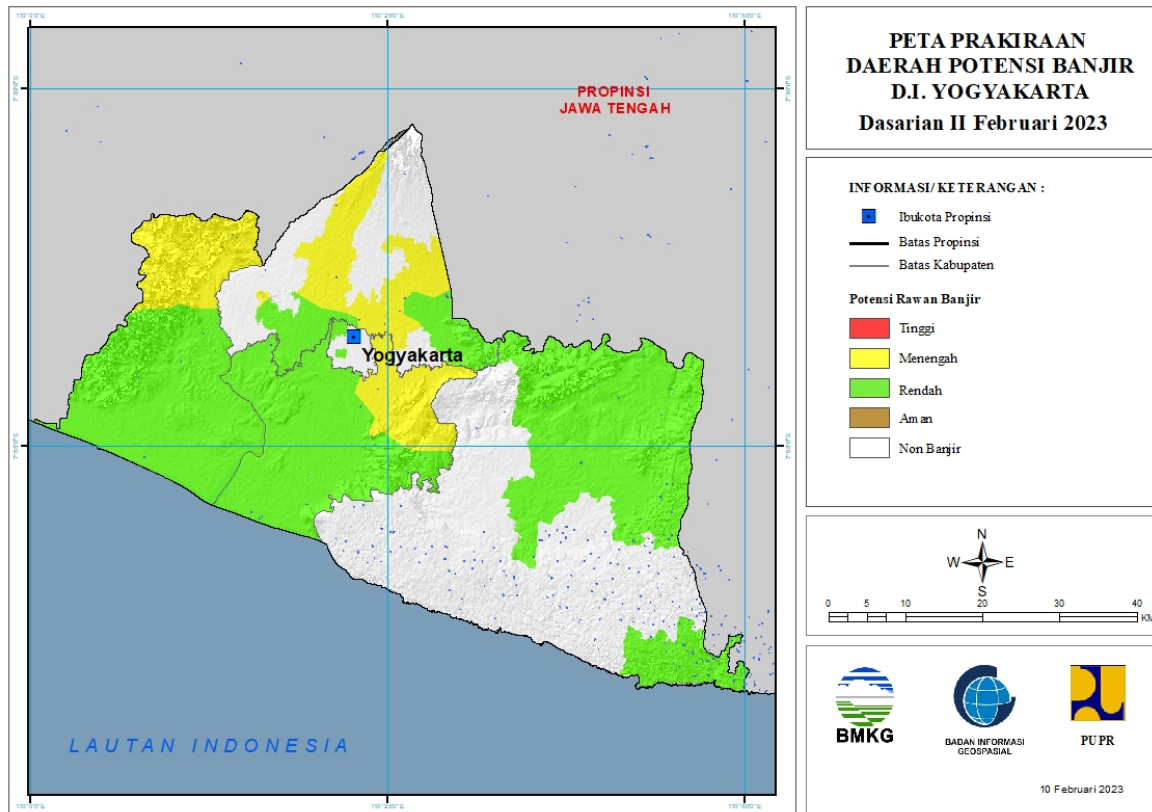 PETA PRAKIRAAN
DAERAH POTENSI BANJIR
D.I. YOGYAKARTA
Dasarian II Februari 2023
PROPINSI
JAWA TENGAH
Yogyakarta
LAUTAN INDONESIA
INFORMASI/ KETERANGAN :
Ibukota Propinsi
Batas Propinsi
Batas Kabupaten
Potensi Rawan Banjir
Tinggi
Menengah
Rendah
Aman
Non Banjir
N
W E
S
0 5 10 20 30 40
KM
BMKG
BADAN INFORMASI
GEOSPASIAL
PUPR
10 Februari 2023